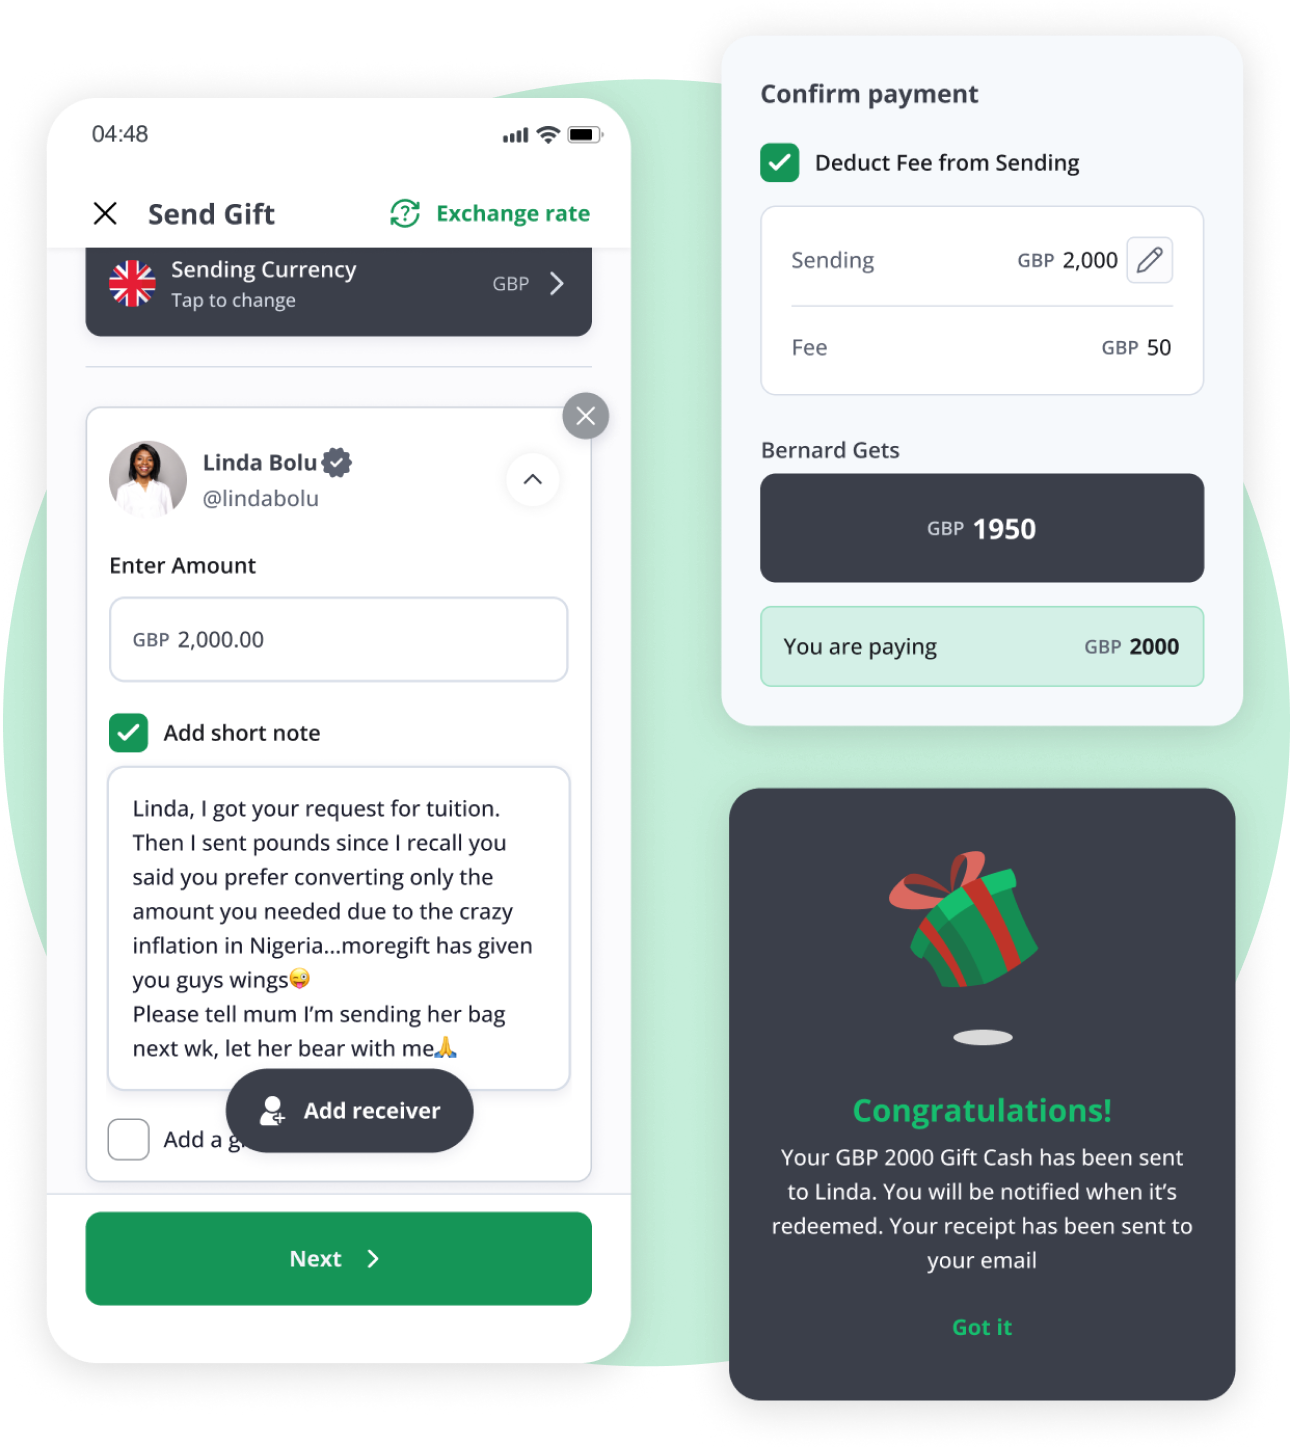 04:48
Send Gift
Exchange rate
Sending Currency
Tap to change
GBP
Linda Bolu
@lindabolu
Enter Amount
GBP 2,000.00
Add short note
Linda, I got your request for tuition.
Then I sent pounds since I recall you
said you prefer converting only the
amount you needed due to the crazy
inflation in Nigeria...moregift has given
you guys wings😜
Please tell mum I’m sending her bag
next wk, let her bear with me🙏
Add receiver
Add a
Next
Confirm payment
Deduct Fee from Sending
Sending GBP 2,000
Fee GBP 50
Bernard Gets
GBP 1950
You are paying GBP 2000
Congratulations!
Your GBP 2000 Gift Cash has been sent
to Linda. You will be notified when it’s
redeemed. Your receipt has been sent to
your email
Got it